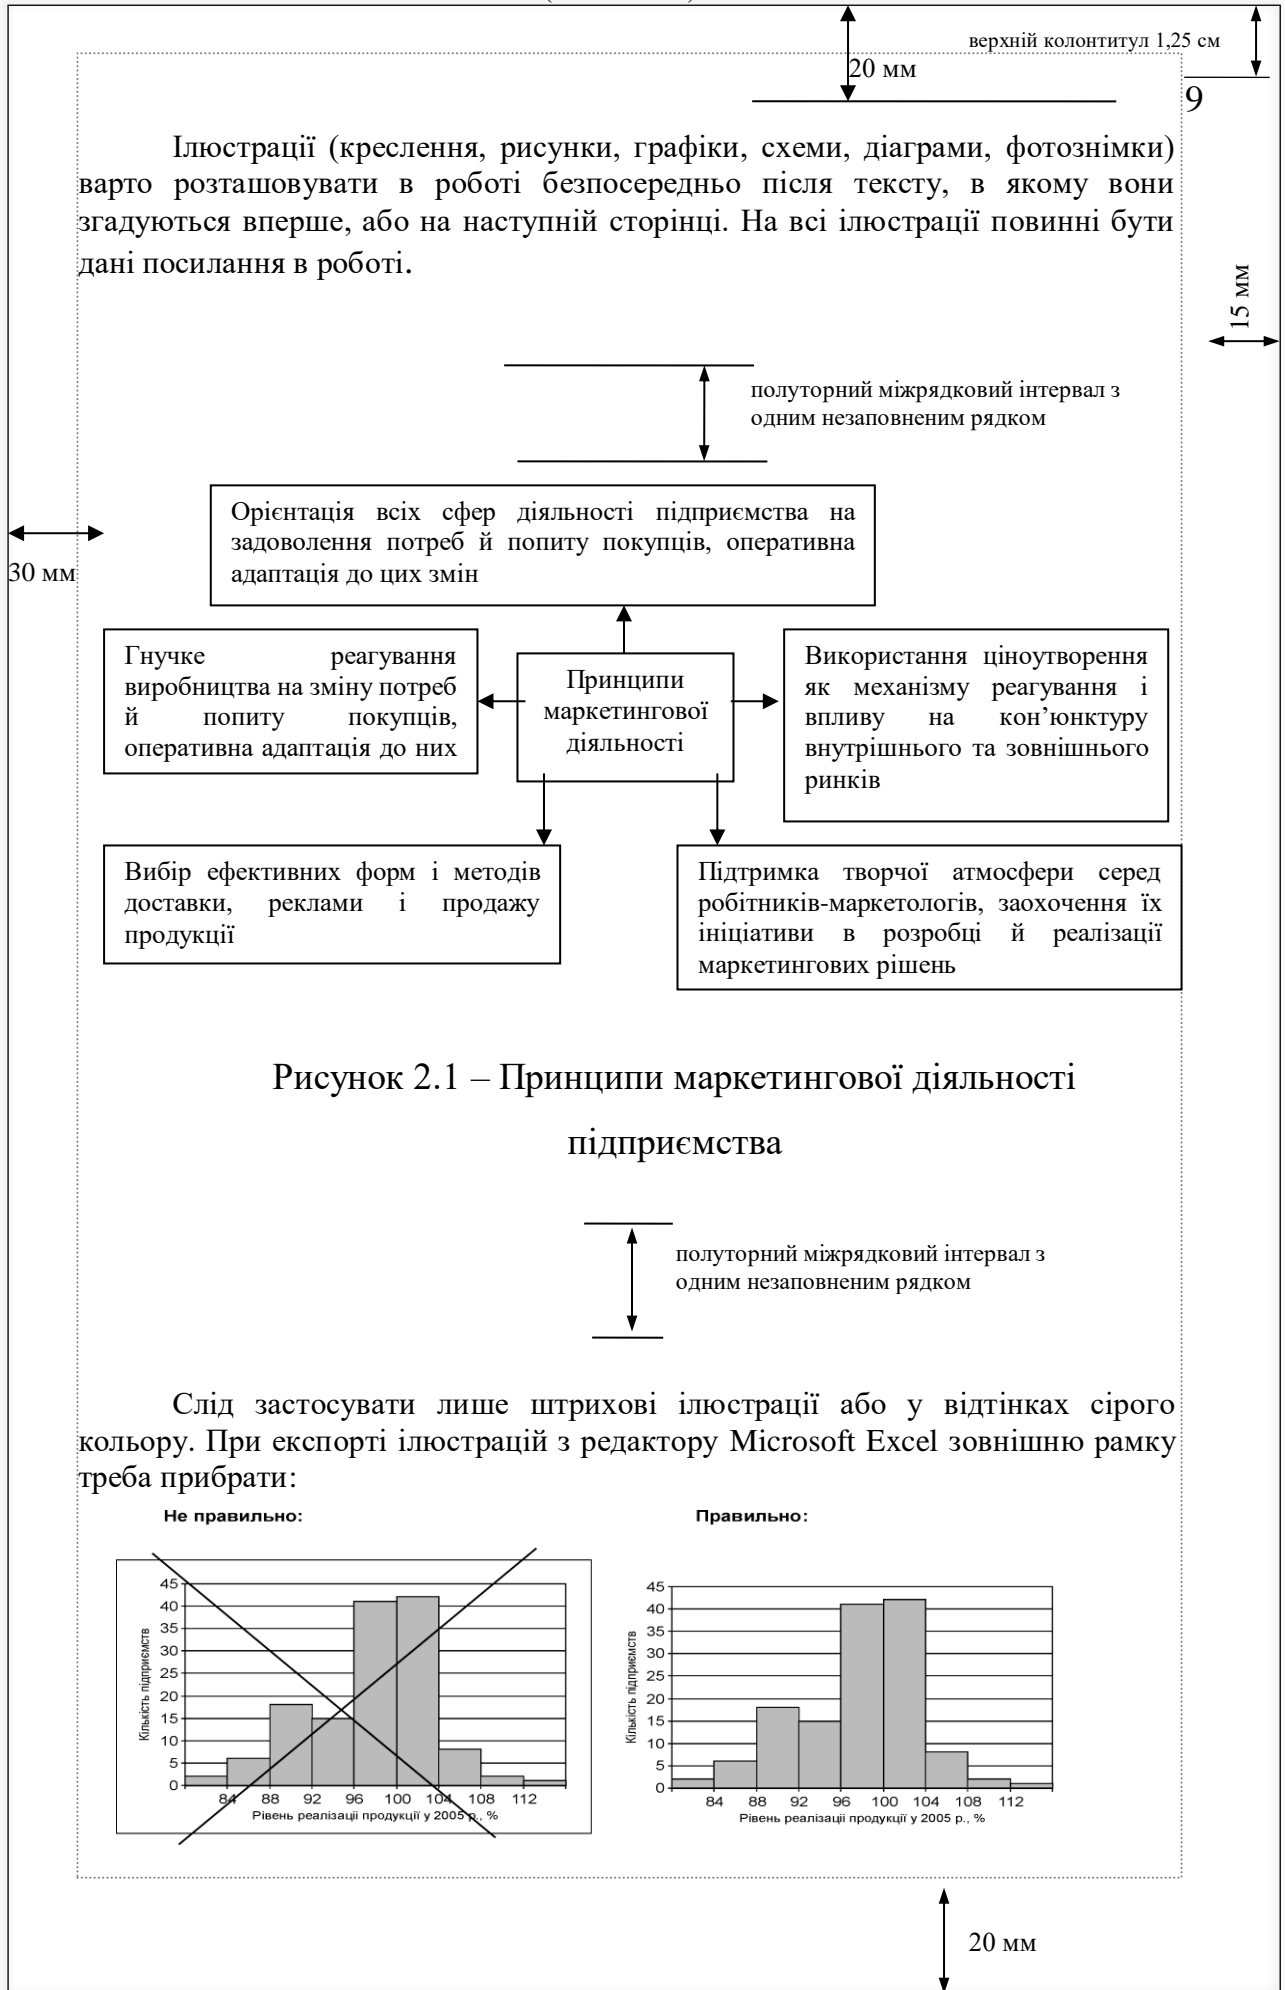 верхній колонтитул 1,25 см
20 мм
9
Ілюстрації (креслення, рисунки, графіки, схеми, діаграми, фотознімки)
варто розташовувати в роботі безпосередньо після тексту, в якому вони
згадуються вперше, або на наступній сторінці. На всі ілюстрації повинні бути
дані посилання в роботі.
15 мм
полуторний міжрядковий інтервал з
одним незаповненим рядком
30 мм
Орієнтація всіх сфер діяльності підприємства на
задоволення потреб й попиту покупців, оперативна
адаптація до цих змін
Гнучке реагування
виробництва на зміну потреб
й попиту покупців,
оперативна адаптація до них
Принципи
маркетингової
діяльності
Використання ціноутворення
як механізму реагування і
впливу на кон’юнктуру
внутрішнього та зовнішнього
ринків
Вибір ефективних форм і методів
доставки, реклами і продажу
продукції
Підтримка творчої атмосфери серед
робітників-маркетологів, заохочення їх
ініціативи в розробці й реалізації
маркетингових рішень
Рисунок 2.1 – Принципи маркетингової діяльності
підприємства
полуторний міжрядковий інтервал з
одним незаповненим рядком
Слід застосувати лише штрихові ілюстрації або у відтінках сірого
кольору. При експорті ілюстрацій з редактору Microsoft Excel зовнішню рамку
треба прибрати:
Не правильно:
45
40
35
30
25
20
15
10
5
0
Кількість підприємств
84 88 92 96 100 104 108 112
Рівень реалізації продукції у 2005 р., %
Правильно:
45
40
35
30
25
20
15
10
5
0
Кількість підприємств
84 88 92 96 100 104 108 112
Рівень реалізації продукції у 2005 р., %
20 мм